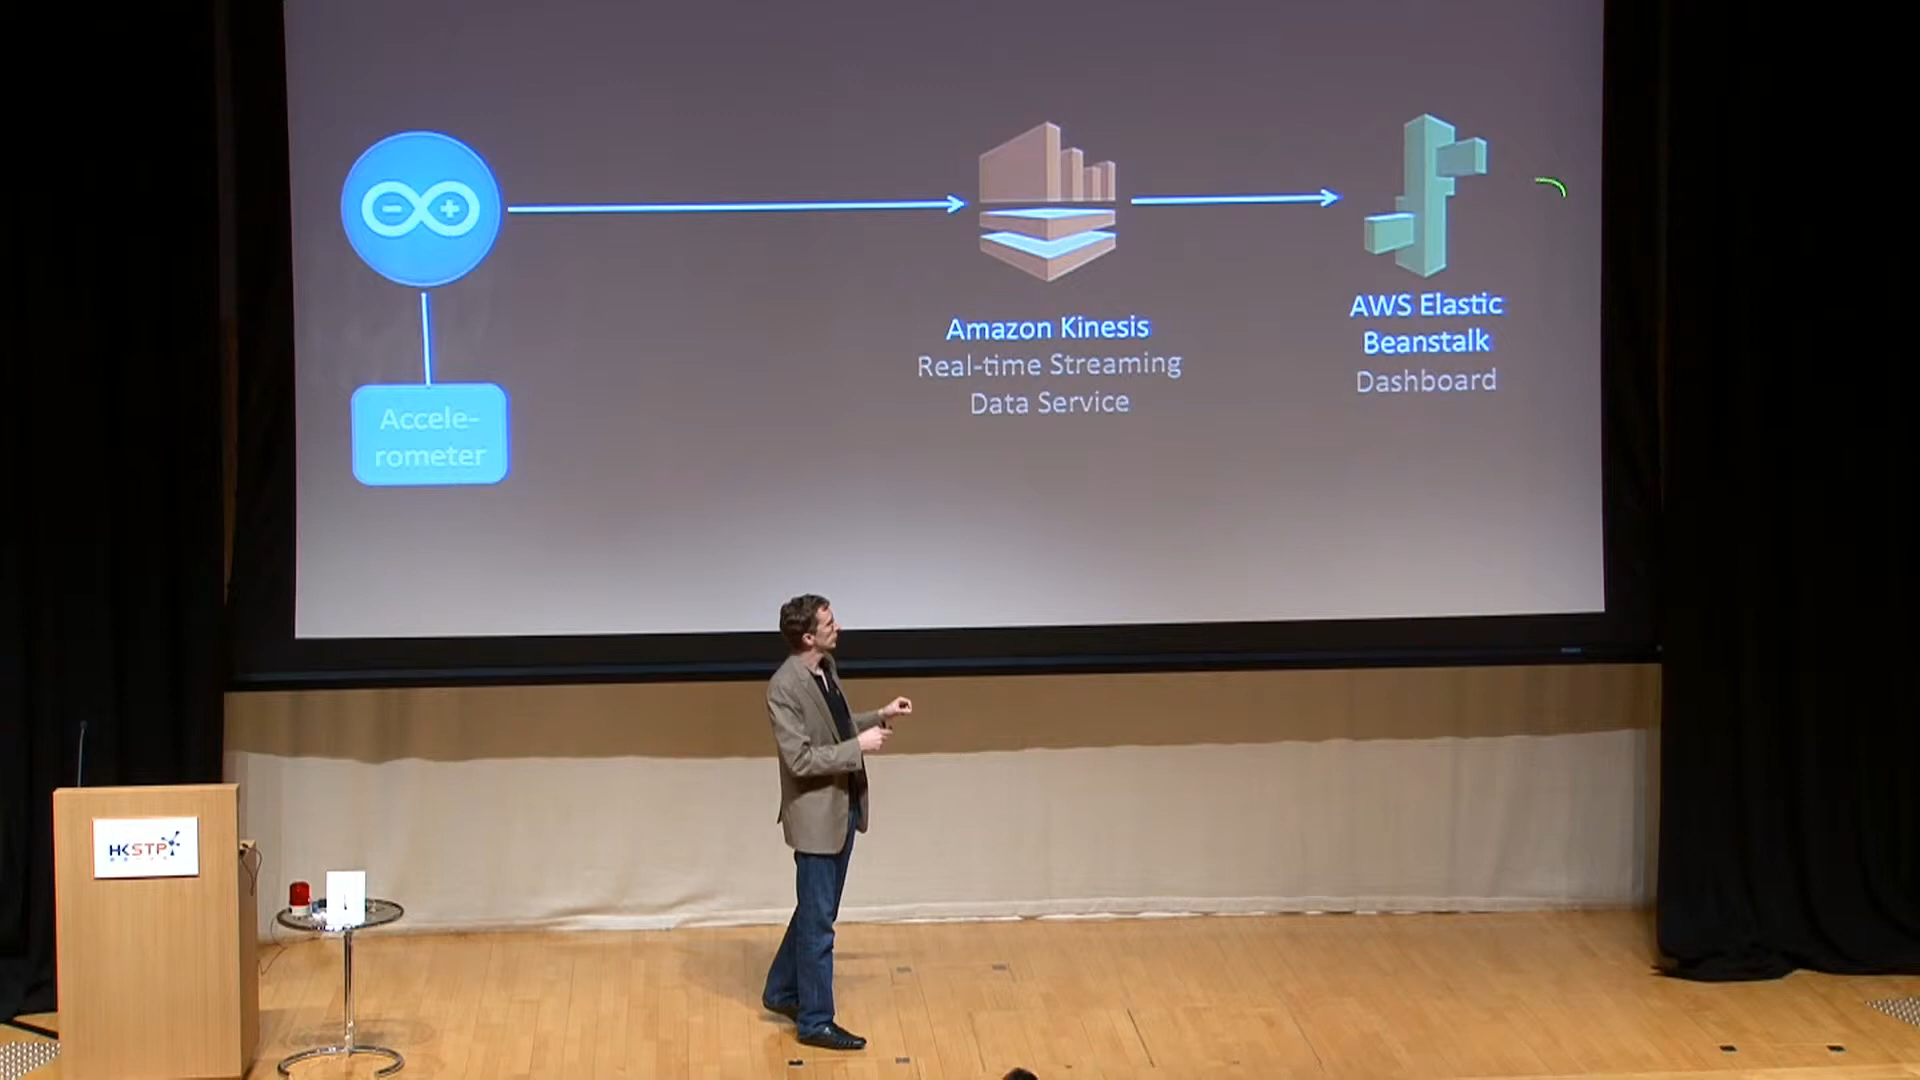 Accele-
rometer
Amazon Kinesis
Real-time Streaming
Data Service
AWS Elastic
Beanstalk
Dashboard
HKSTP